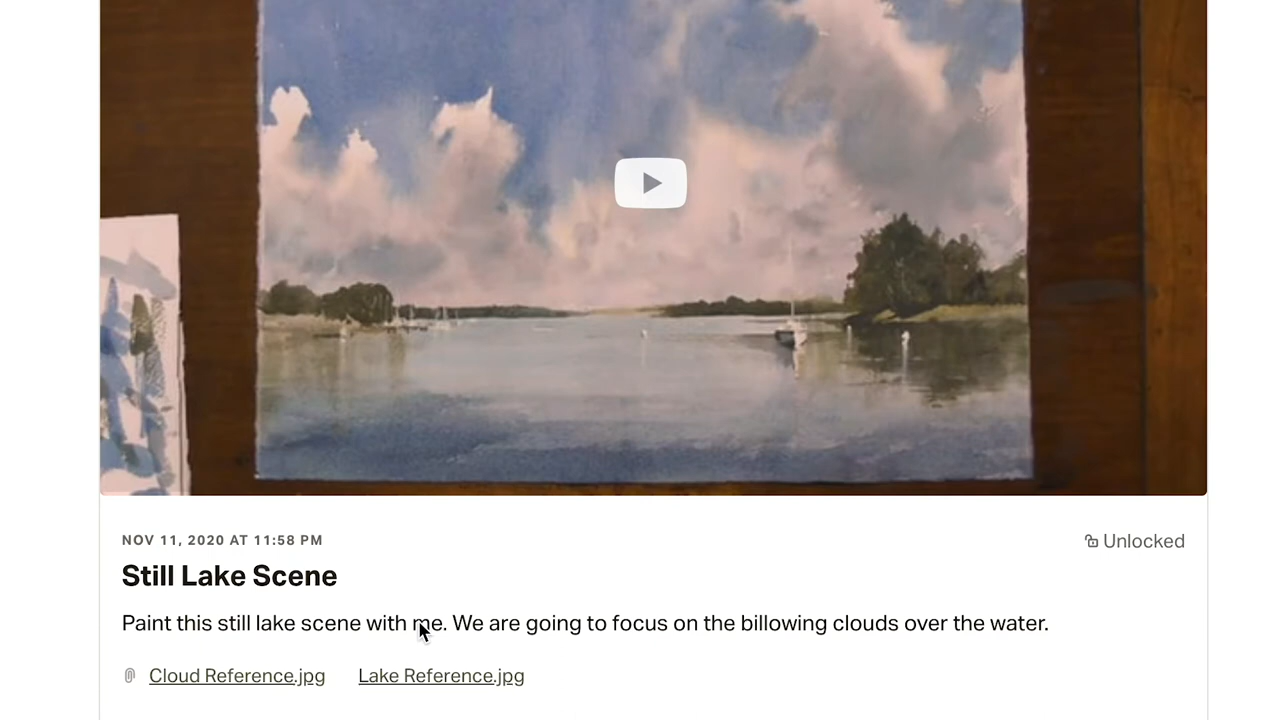 NOV 11, 2020 AT 11:58 PM
Unlocked
Still Lake Scene
Paint this still lake scene with me. We are going to focus on the billowing clouds over the water.
Cloud Reference.jpg Lake Reference.jpg